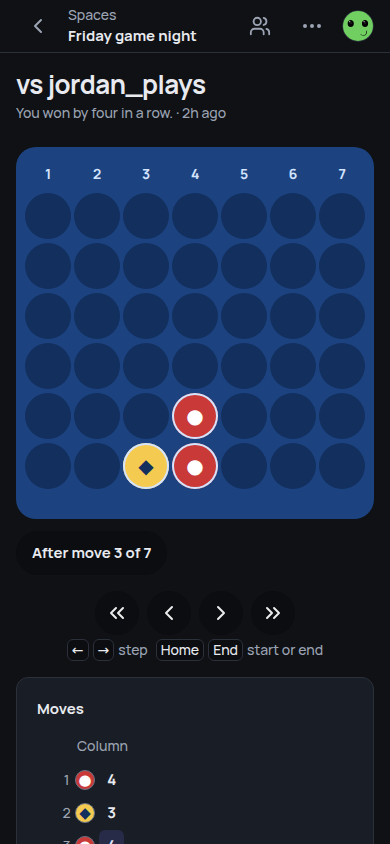 Spaces
Friday game night
vs jordan_plays
You won by four in a row. · 2h ago
1 2 3 4 5 6 7
After move 3 of 7
← → step Home End start or end
Moves
Column
1 4
2 3